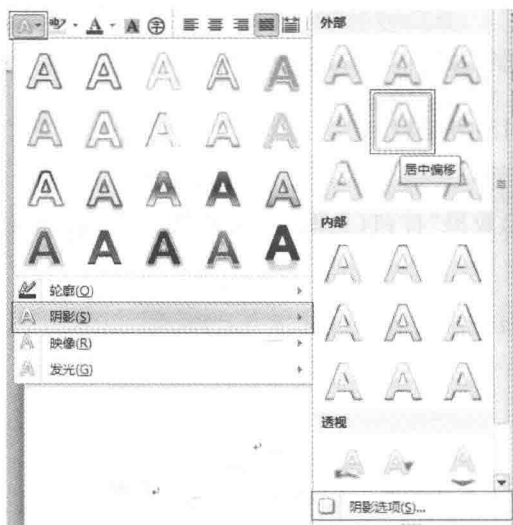 外部
居中偏移
内部
轮廓(O)
阴影(S)
映像(R)
发光(G)
透视
阴影选项(S)...